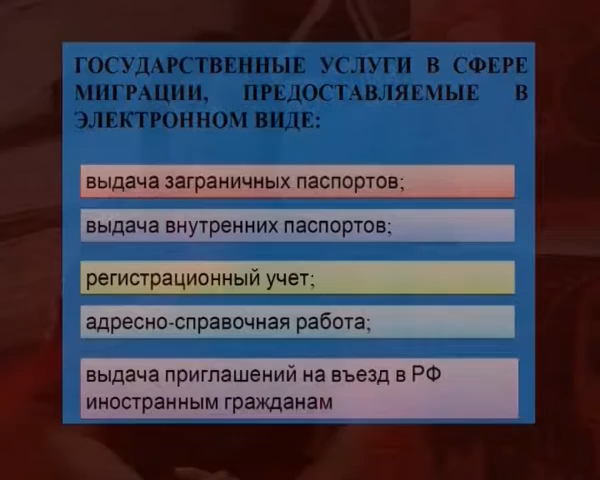 ГОСУДАРСТВЕННЫЕ УСЛУГИ В СФЕРЕ
МИГРАЦИИ, ПРЕДОСТАВЛЯЕМЫЕ В
ЭЛЕКТРОННОМ ВИДЕ:
выдача заграничных паспортов;
выдача внутренних паспортов;
регистрационный учет;
адресно-справочная работа;
выдача приглашений на въезд в РФ
иностранным гражданам